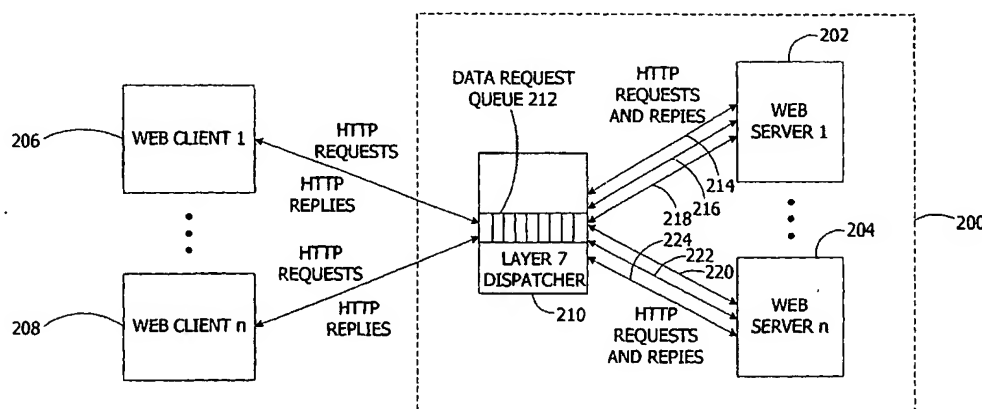 202
HTTP
REQUESTS
AND REPIES
DATA REQUEST
QUEUE 212
WEB
SERVER 1
206
WEB CLIENT 1
HTTP
REQUESTS
214
HTTP
REPLIES
216
218
200
204
224
222
220
HTTP
REQUESTS
LAYER 7
DISPATCHER
208
WEB CLIENT n
HTTP
REPLIES
210
HTTP
REQUESTS
AND REPIES
WEB
SERVER n